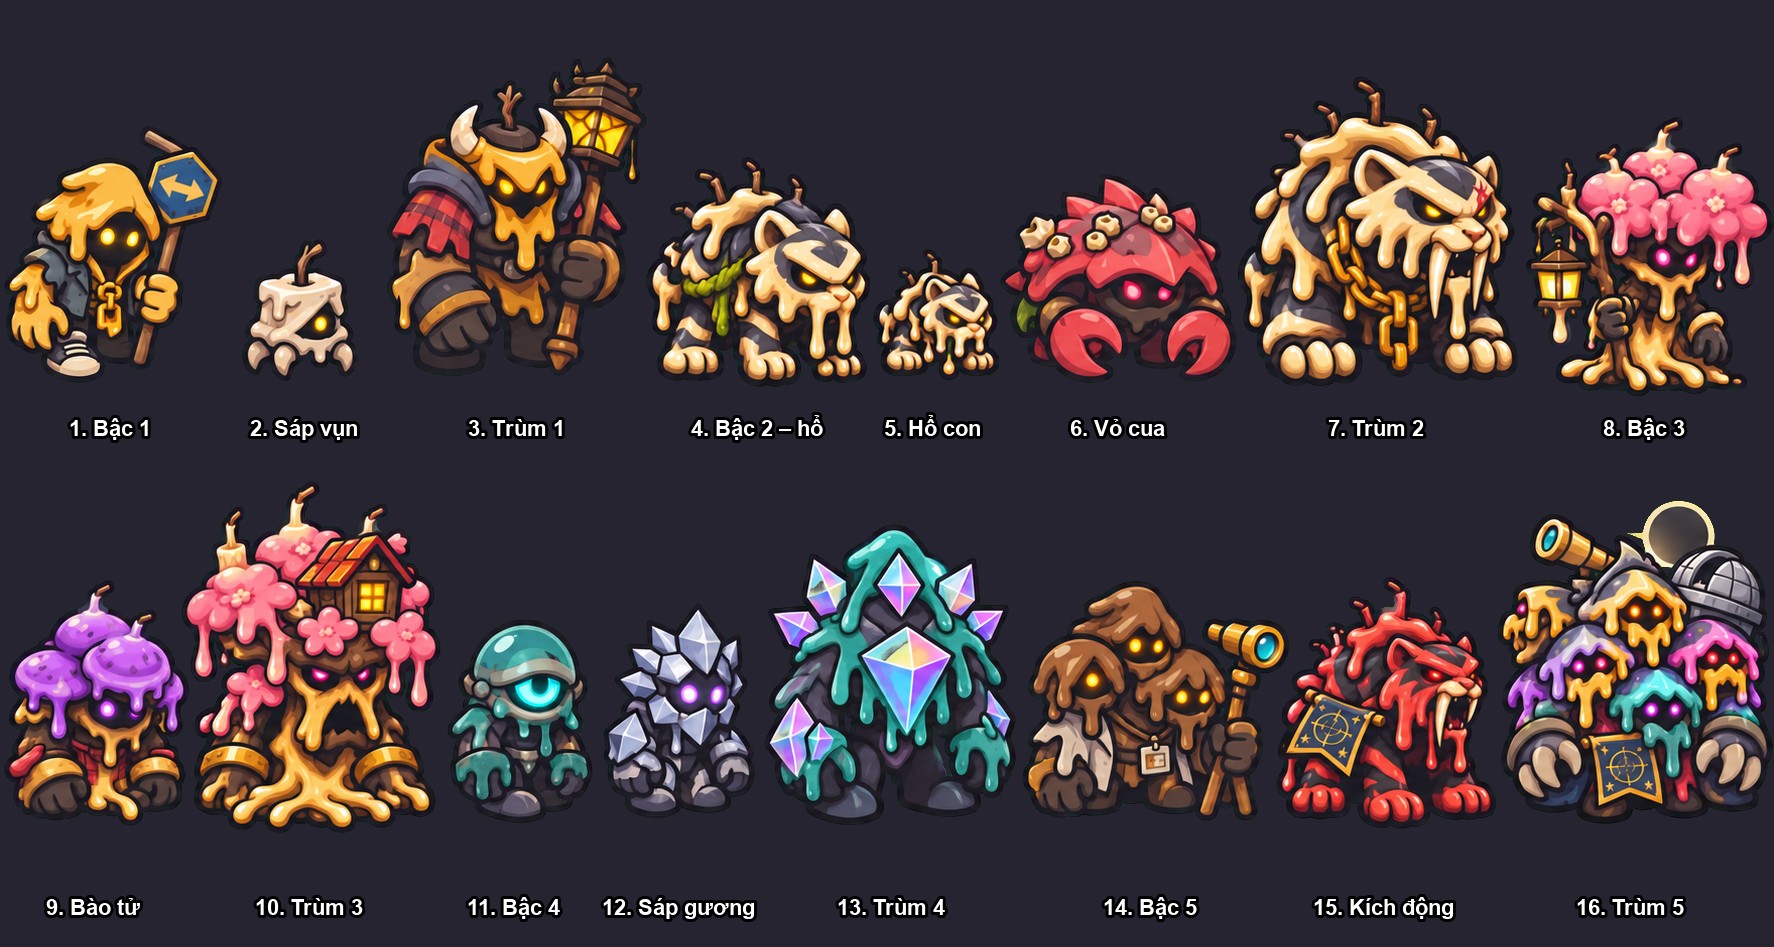 1. Bậc 1
2. Sáp vụn
3. Trùm 1
4. Bậc 2 – hổ
5. Hổ con
6. Vỏ cua
7. Trùm 2
8. Bậc 3
9. Bào tử
10. Trùm 3
11. Bậc 4
12. Sáp gương
13. Trùm 4
14. Bậc 5
15. Kích động
16. Trùm 5